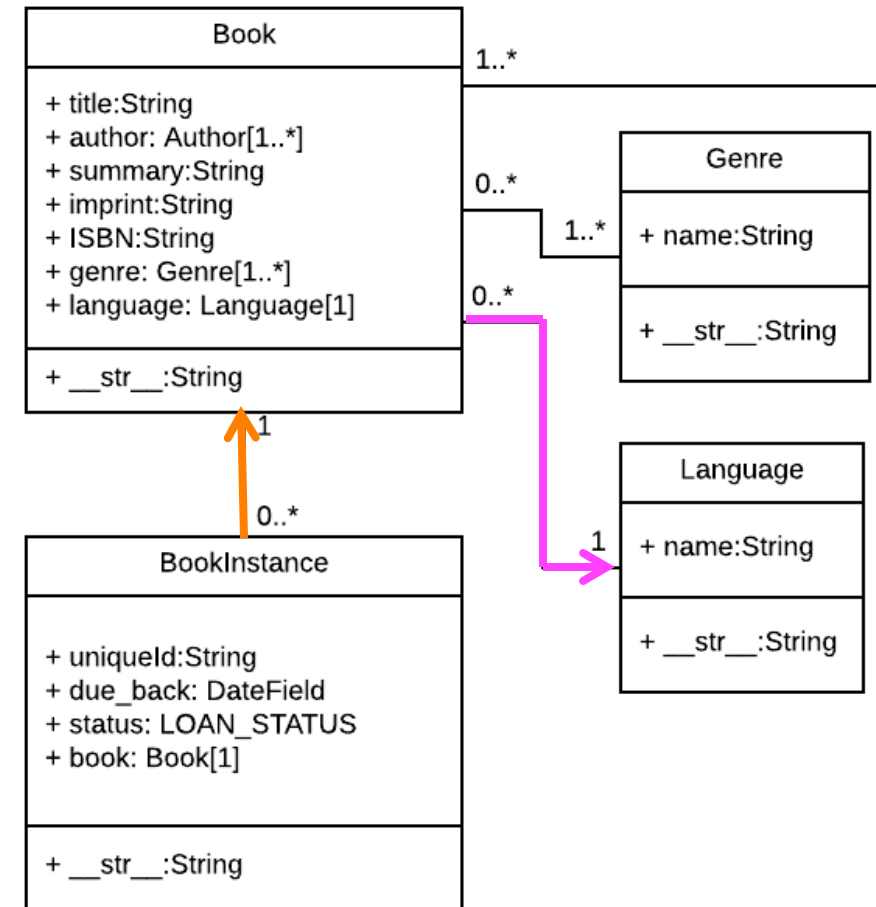 Book
+ title:String
+ author: Author[1..*]
+ summary:String
+ imprint:String
+ ISBN:String
+ genre: Genre[1..*]
+ language: Language[1]
+ __str__:String
1..*
0..*
1..*
0..*
1
Genre
+ name:String
+ __str__:String
Language
+ name:String
+ __str__:String
1
0..*
BookInstance
+ uniqueId:String
+ due_back: DateField
+ status: LOAN_STATUS
+ book: Book[1]
+ __str__:String